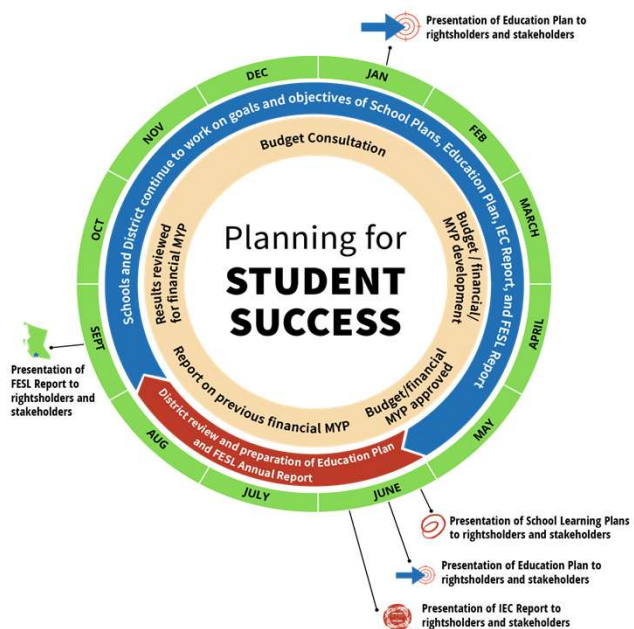 Presentation of Education Plan to
rightsholders and stakeholders
JAN
FEB
MARCH
APRIL
MAY
JUNE
JULY
AUG
SEPT
OCT
NOV
DEC
Schools and District continue to work on goals and objectives of School Plans, Education Plan, IEC Report, and FESL Report
Budget Consultation
Budget / financial/
MYP development
Budget/financial
MYP approved
Report on previous financial MYP
Results reviewed
for financial MYP
Planning for
STUDENT
SUCCESS
District review and preparation of Education Plan
and FESL Annual Report
Presentation of
FESL Report to
rightsholders and
stakeholders
Presentation of School Learning Plans
to rightsholders and stakeholders
Presentation of Education Plan to
rightsholders and stakeholders
Presentation of IEC Report to
rightsholders and stakeholders